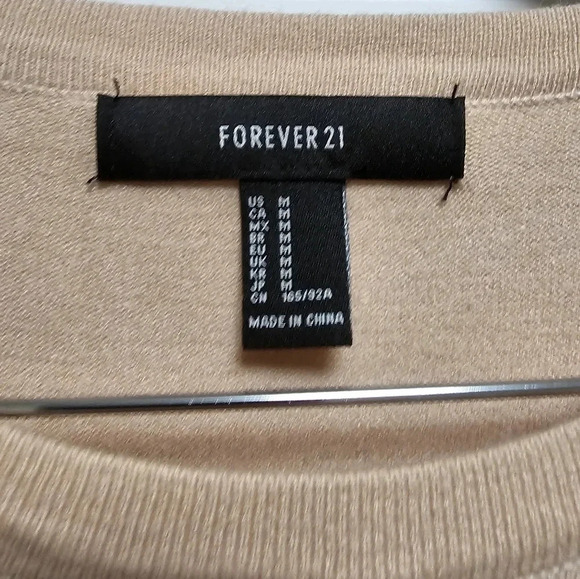 FOREVER 21
US M
CA M
MX M
BR M
EU M
UK M
KR M
JP M
CN 165/92A
MADE IN CHINA